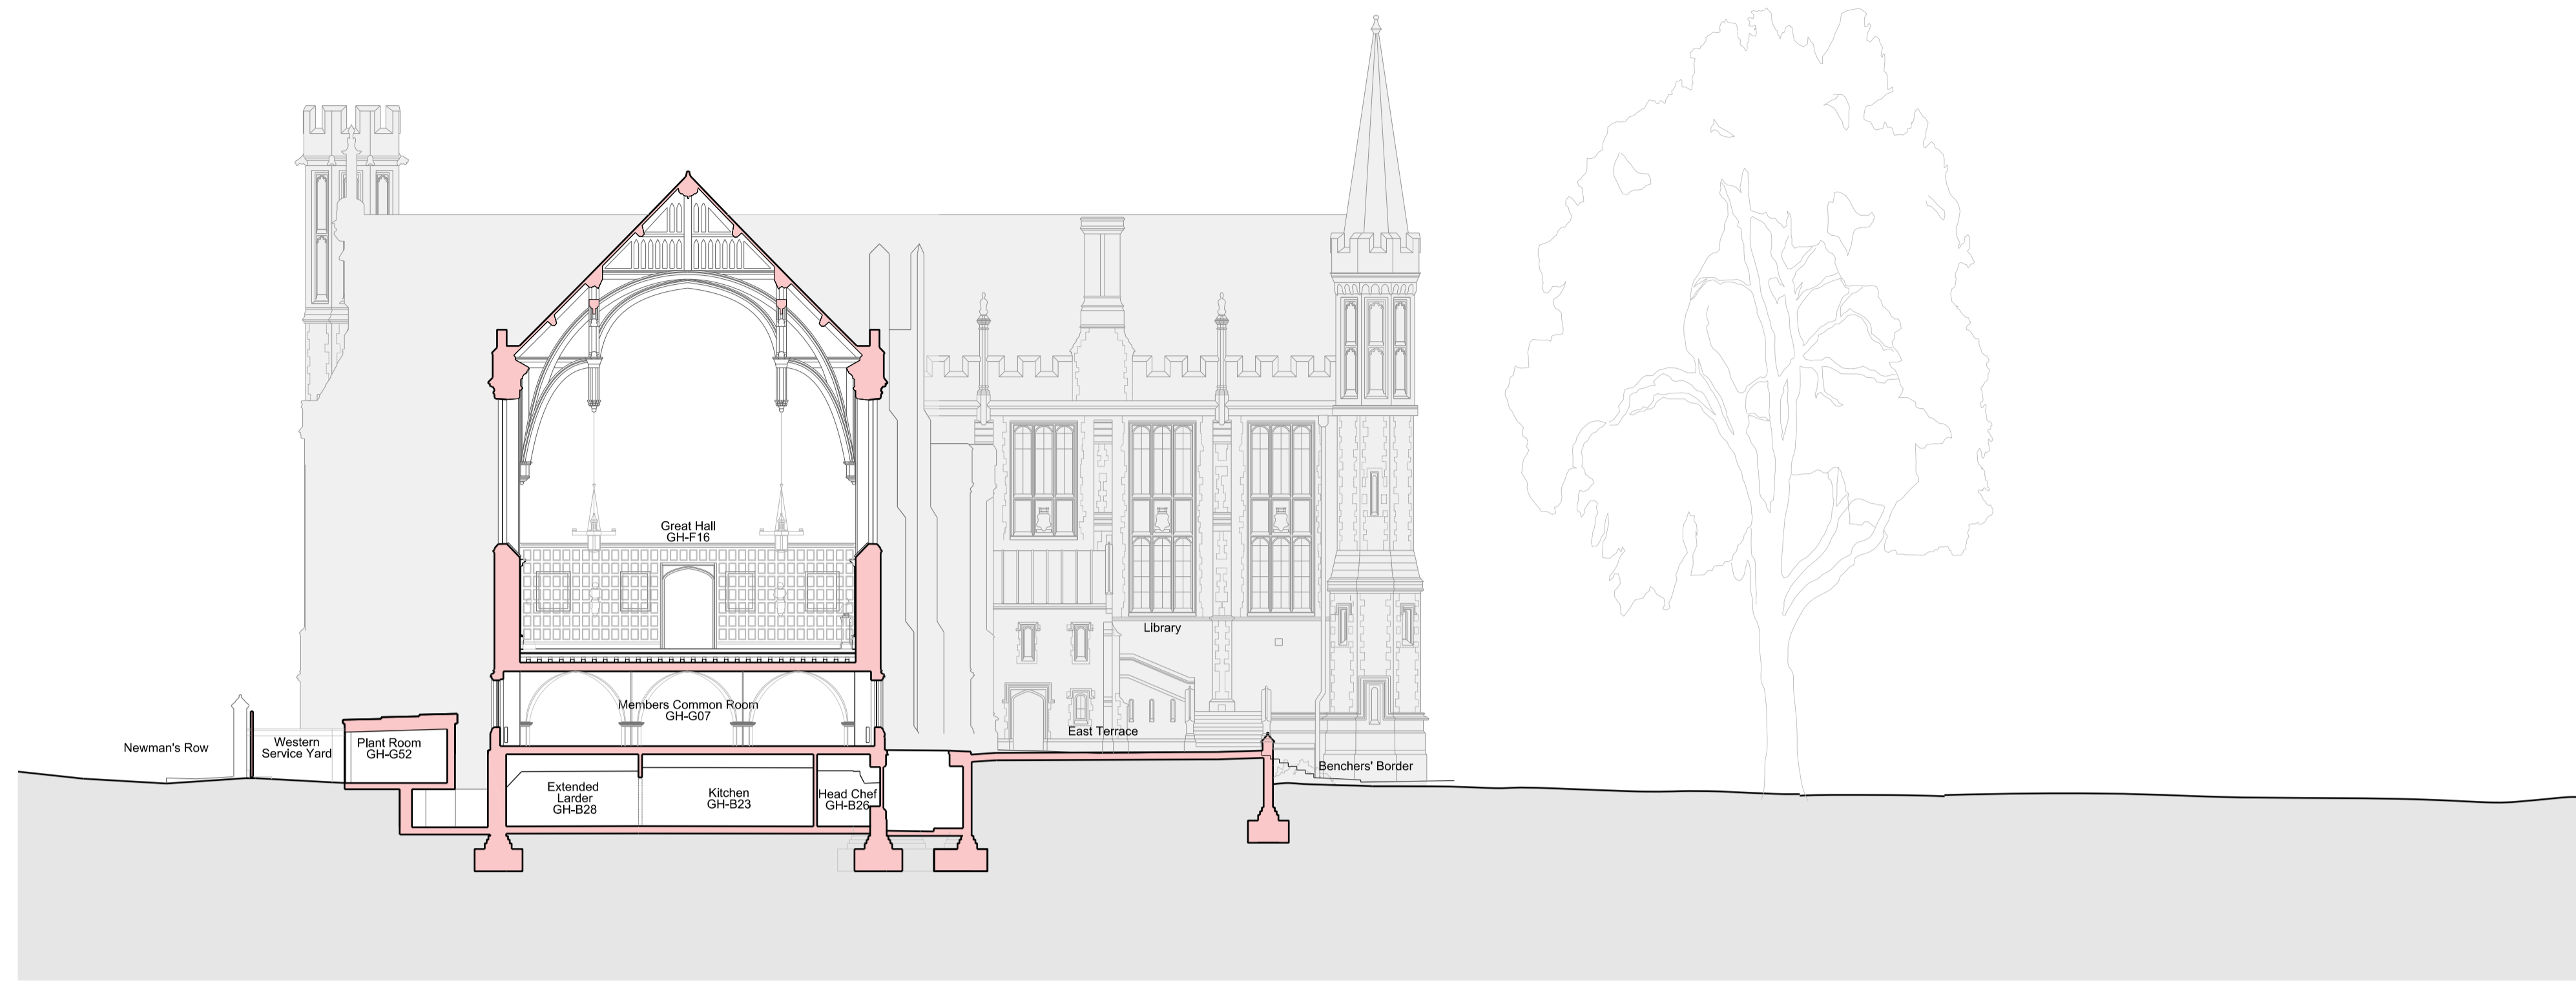 Great Hall
GH-F16
Library
Members Common Room
GH-G07
East Terrace
Newman's Row
Western
Service Yard
Plant Room
GH-G52
Benchers' Border
Extended
Larder
GH-B28
Kitchen
GH-B23
Head Chef
GH-B26